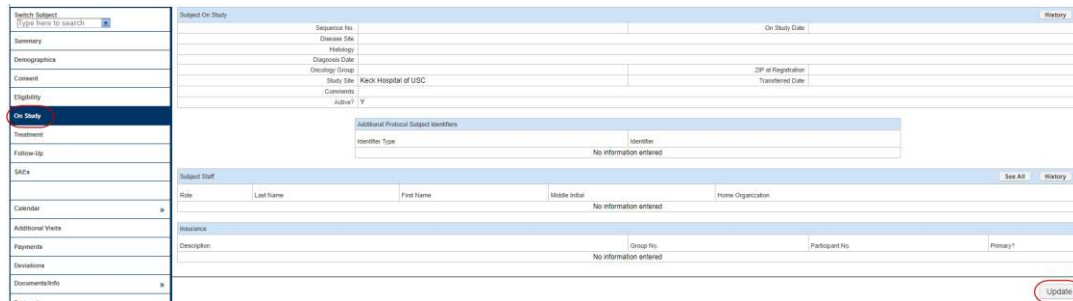 Switch Subject
Type here to search
Summary
Demographics
Consent
Eligibility
On Study
Treatment
Follow-Up
SAEs
Calendar »
Additional Visits
Payments
Deviations
Documents/Info »
Subject On Study History
Sequence No. On Study Date
Disease Site
Histology
Diagnosis Date
Oncology Group ZIP at Registration
Study Site Keck Hospital of USC Transferred Date
Comments
Active? Y
Additional Protocol Subject Identifiers
Identifier Type Identifier
No information entered
Subject Staff See All History
Role Last Name First Name Middle Initial Home Organization
No information entered
Insurance
Description Group No. Participant No. Primary?
No information entered
Update